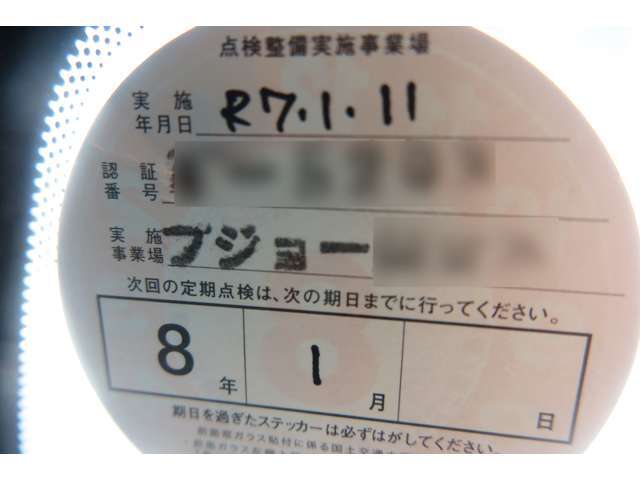 点検整備実施事業場
実施
年月日 R7.1.11
認証
番号
実施
事業場 プジョー
次回の定期点検は、次の期日までに行ってください。
8年 1月 日
期日を過ぎたステッカーは必ずはがしてください。